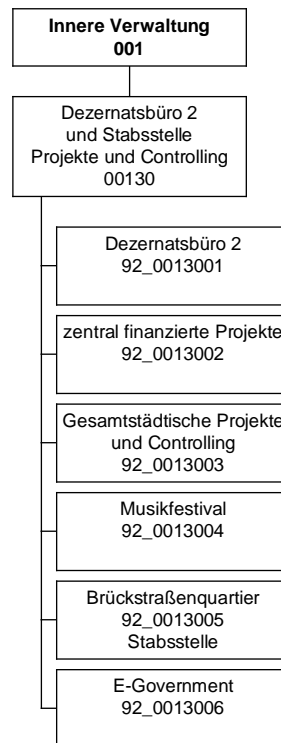 Innere Verwaltung
001
Dezernatsbüro 2
und Stabsstelle
Projekte und Controlling
00130
Dezernatsbüro 2
92_0013001
zentral finanzierte Projekte
92_0013002
Gesamtstädtische Projekte
und Controlling
92_0013003
Musikfestival
92_0013004
Brückstraßenquartier
92_0013005
Stabsstelle
E-Government
92_0013006